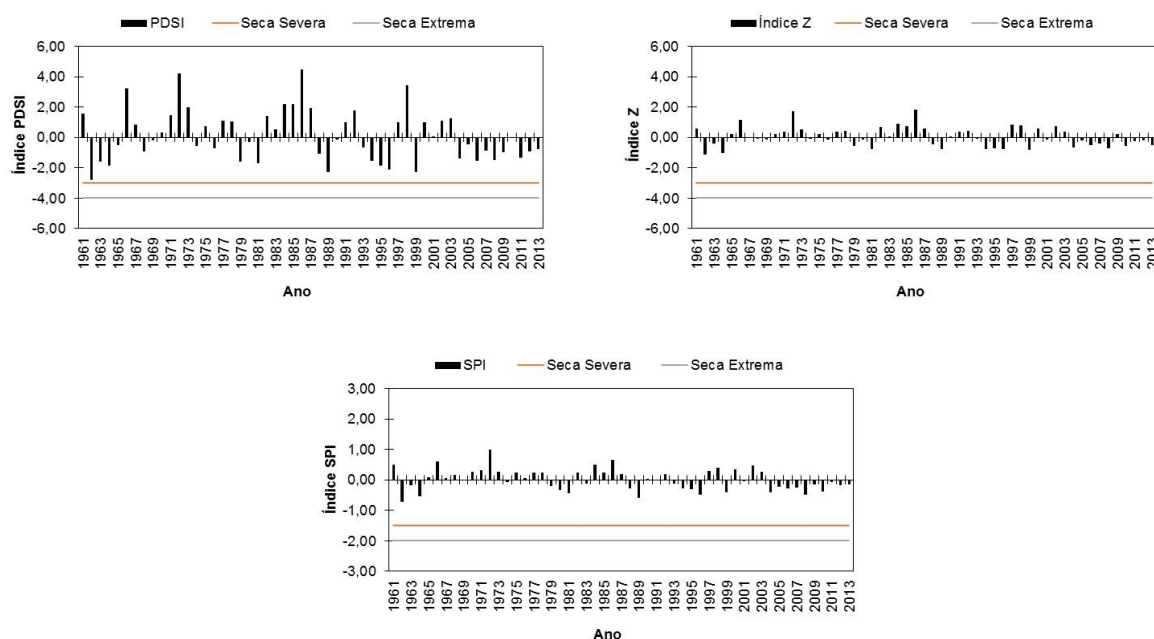 PDSI Seca Severa Seca Extrema
6,00
4,00
2,00
0,00
-2,00
-4,00
-6,00
Índice PDSI
1961 1963 1965 1967 1969 1971 1973 1975 1977 1979 1981 1983 1985 1987 1989 1991 1993 1995 1997 1999 2001 2003 2005 2007 2009 2011 2013
Ano
Índice Z Seca Severa Seca Extrema
6,00
4,00
2,00
0,00
-2,00
-4,00
-6,00
Índice Z
1961 1963 1965 1967 1969 1971 1973 1975 1977 1979 1981 1983 1985 1987 1989 1991 1993 1995 1997 1999 2001 2003 2005 2007 2009 2011 2013
Ano
SPI Seca Severa Seca Extrema
3,00
2,00
1,00
0,00
-1,00
-2,00
-3,00
Índice SPI
1961 1963 1965 1967 1969 1971 1973 1975 1977 1979 1981 1983 1985 1987 1989 1991 1993 1995 1997 1999 2001 2003 2005 2007 2009 2011 2013
Ano